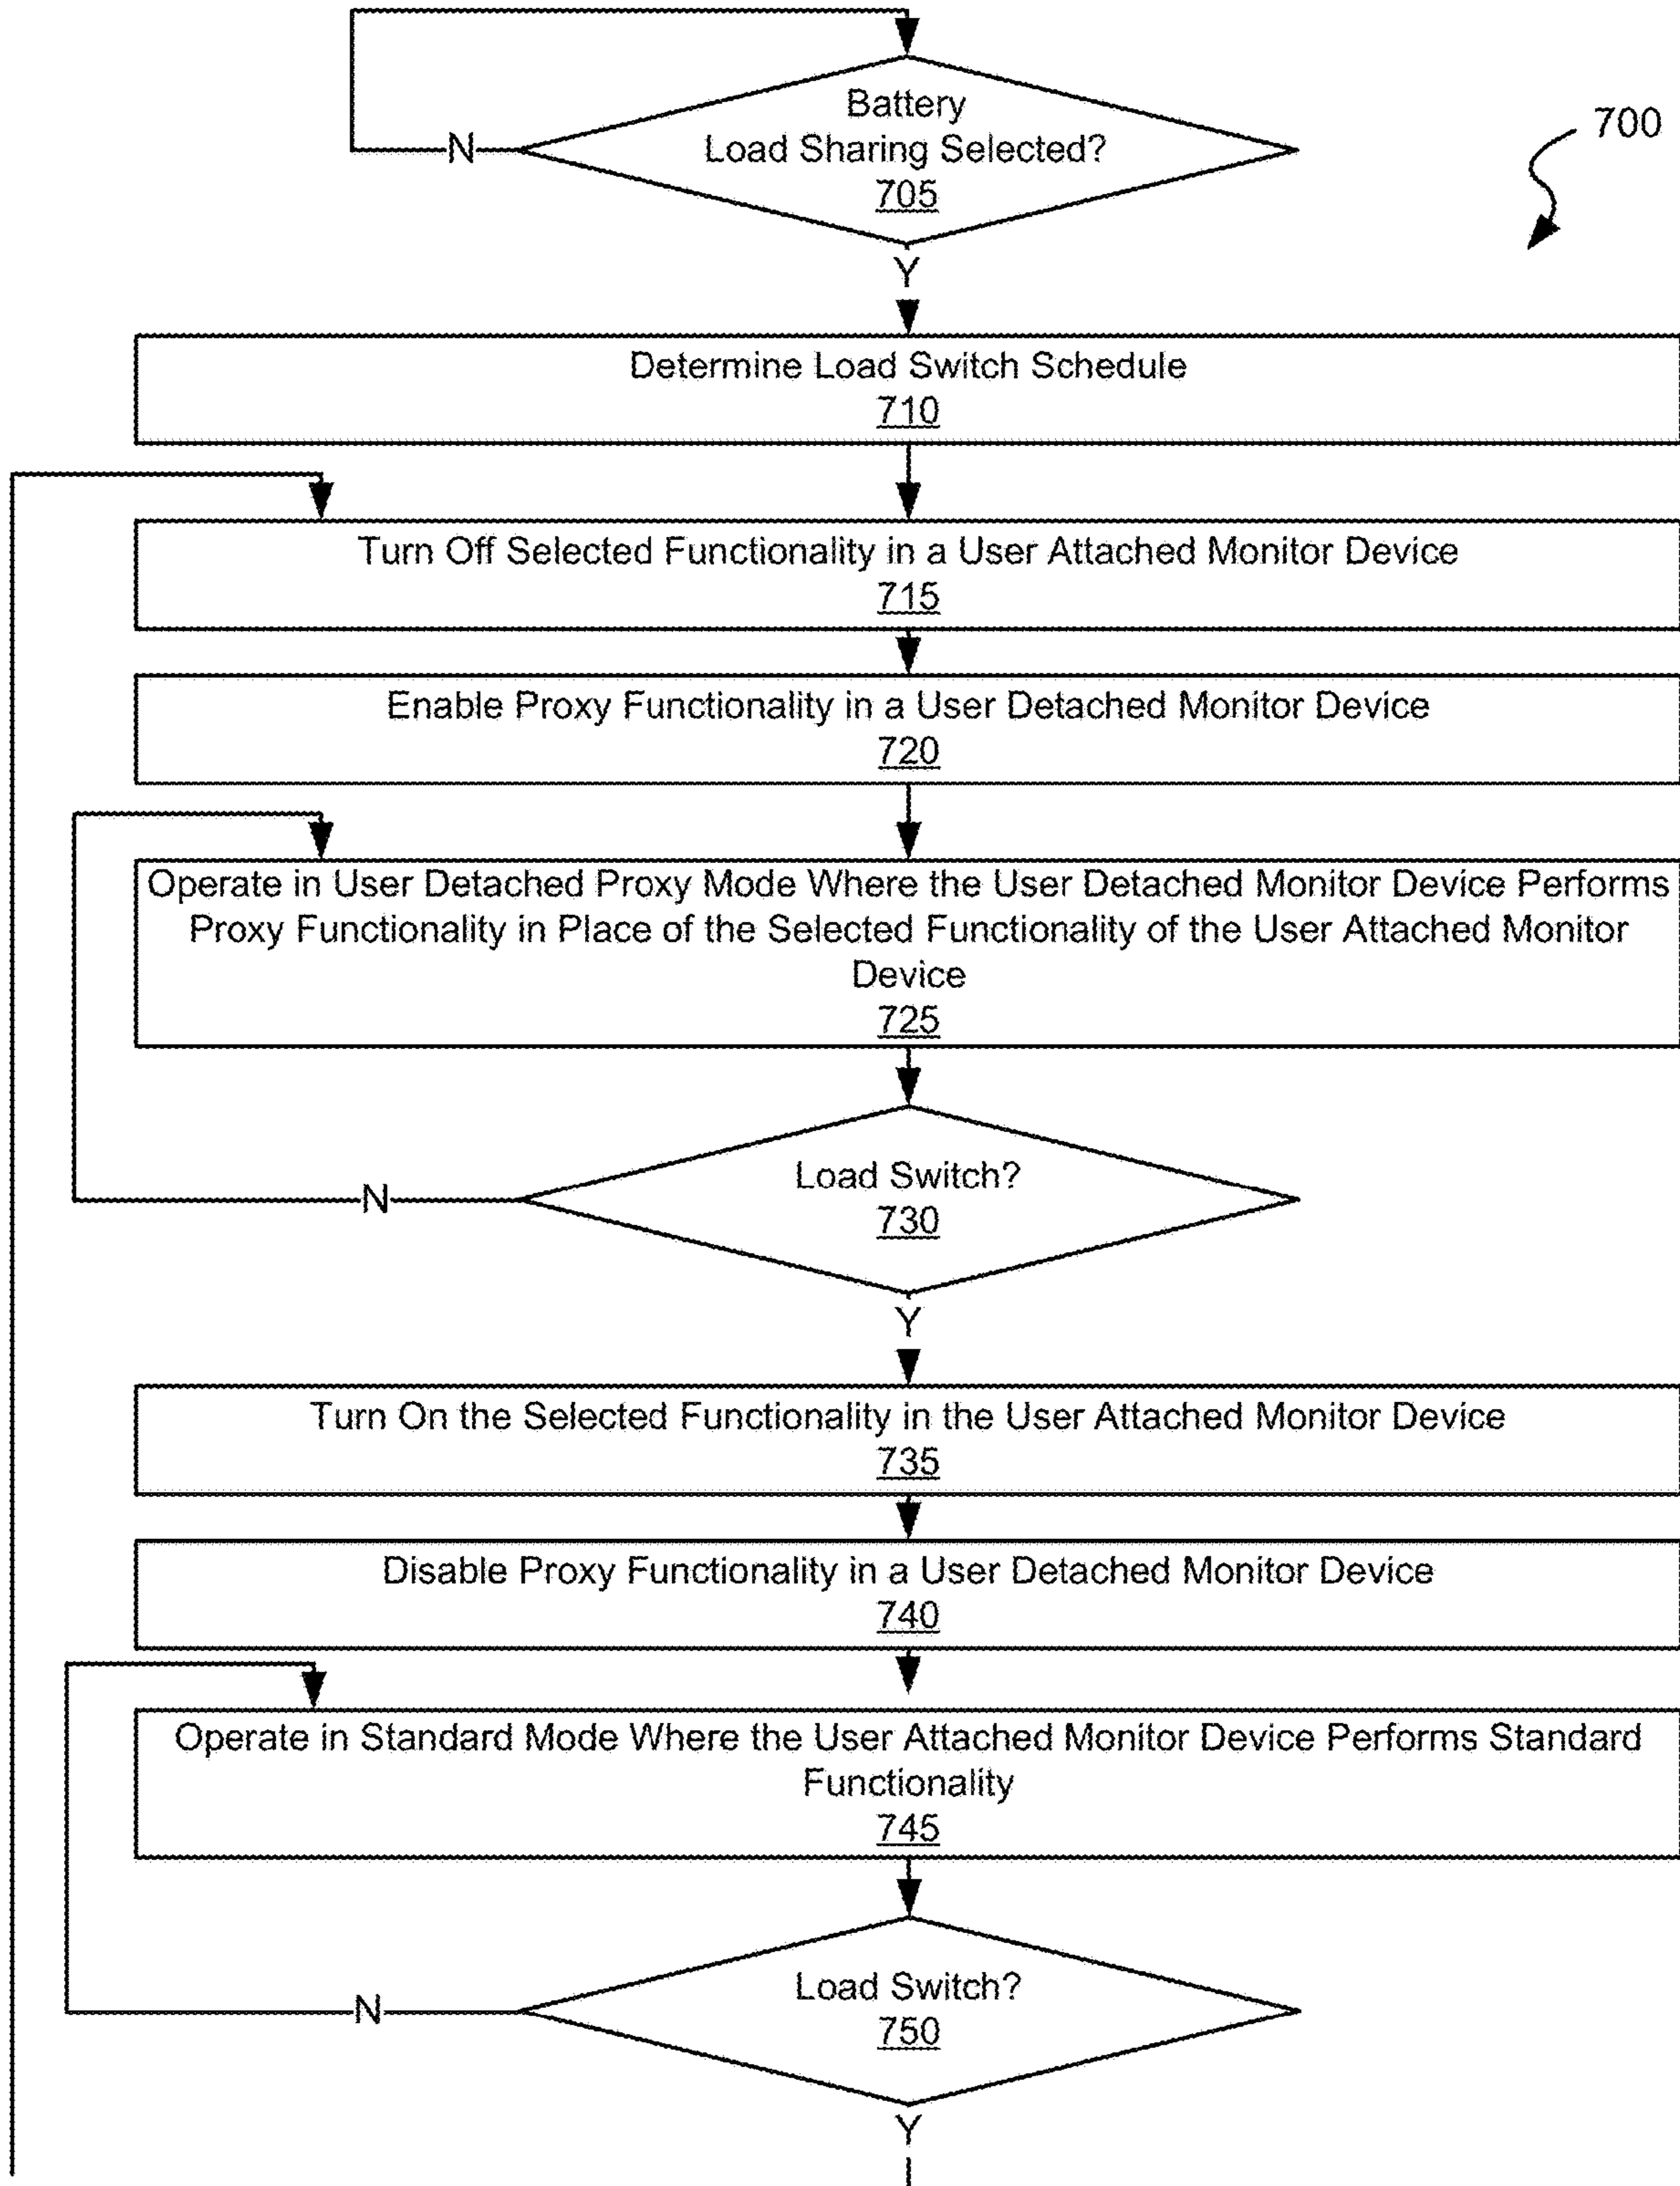 Battery
Load Sharing Selected?
705
700
N
Y
Determine Load Switch Schedule
710
Turn Off Selected Functionality in a User Attached Monitor Device
715
Enable Proxy Functionality in a User Detached Monitor Device
720
Operate in User Detached Proxy Mode Where the User Detached Monitor Device Performs
Proxy Functionality in Place of the Selected Functionality of the User Attached Monitor
Device
725
Load Switch?
730
N
Y
Turn On the Selected Functionality in the User Attached Monitor Device
735
Disable Proxy Functionality in a User Detached Monitor Device
740
Operate in Standard Mode Where the User Attached Monitor Device Performs Standard
Functionality
745
Load Switch?
750
N
Y